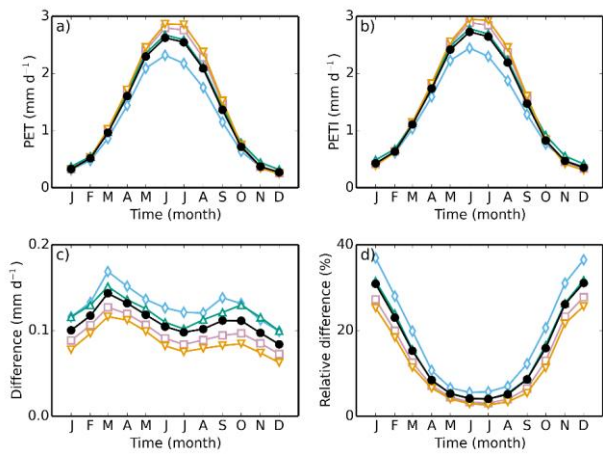 a)
3
2
1
0
PET (mm d⁻¹)
J F M A M J J A S O N D
Time (month)
b)
3
2
1
0
PETI (mm d⁻¹)
J F M A M J J A S O N D
Time (month)
c)
0.2
0.1
0.0
Difference (mm d⁻¹)
J F M A M J J A S O N D
Time (month)
d)
40
20
0
Relative difference (%)
J F M A M J J A S O N D
Time (month)